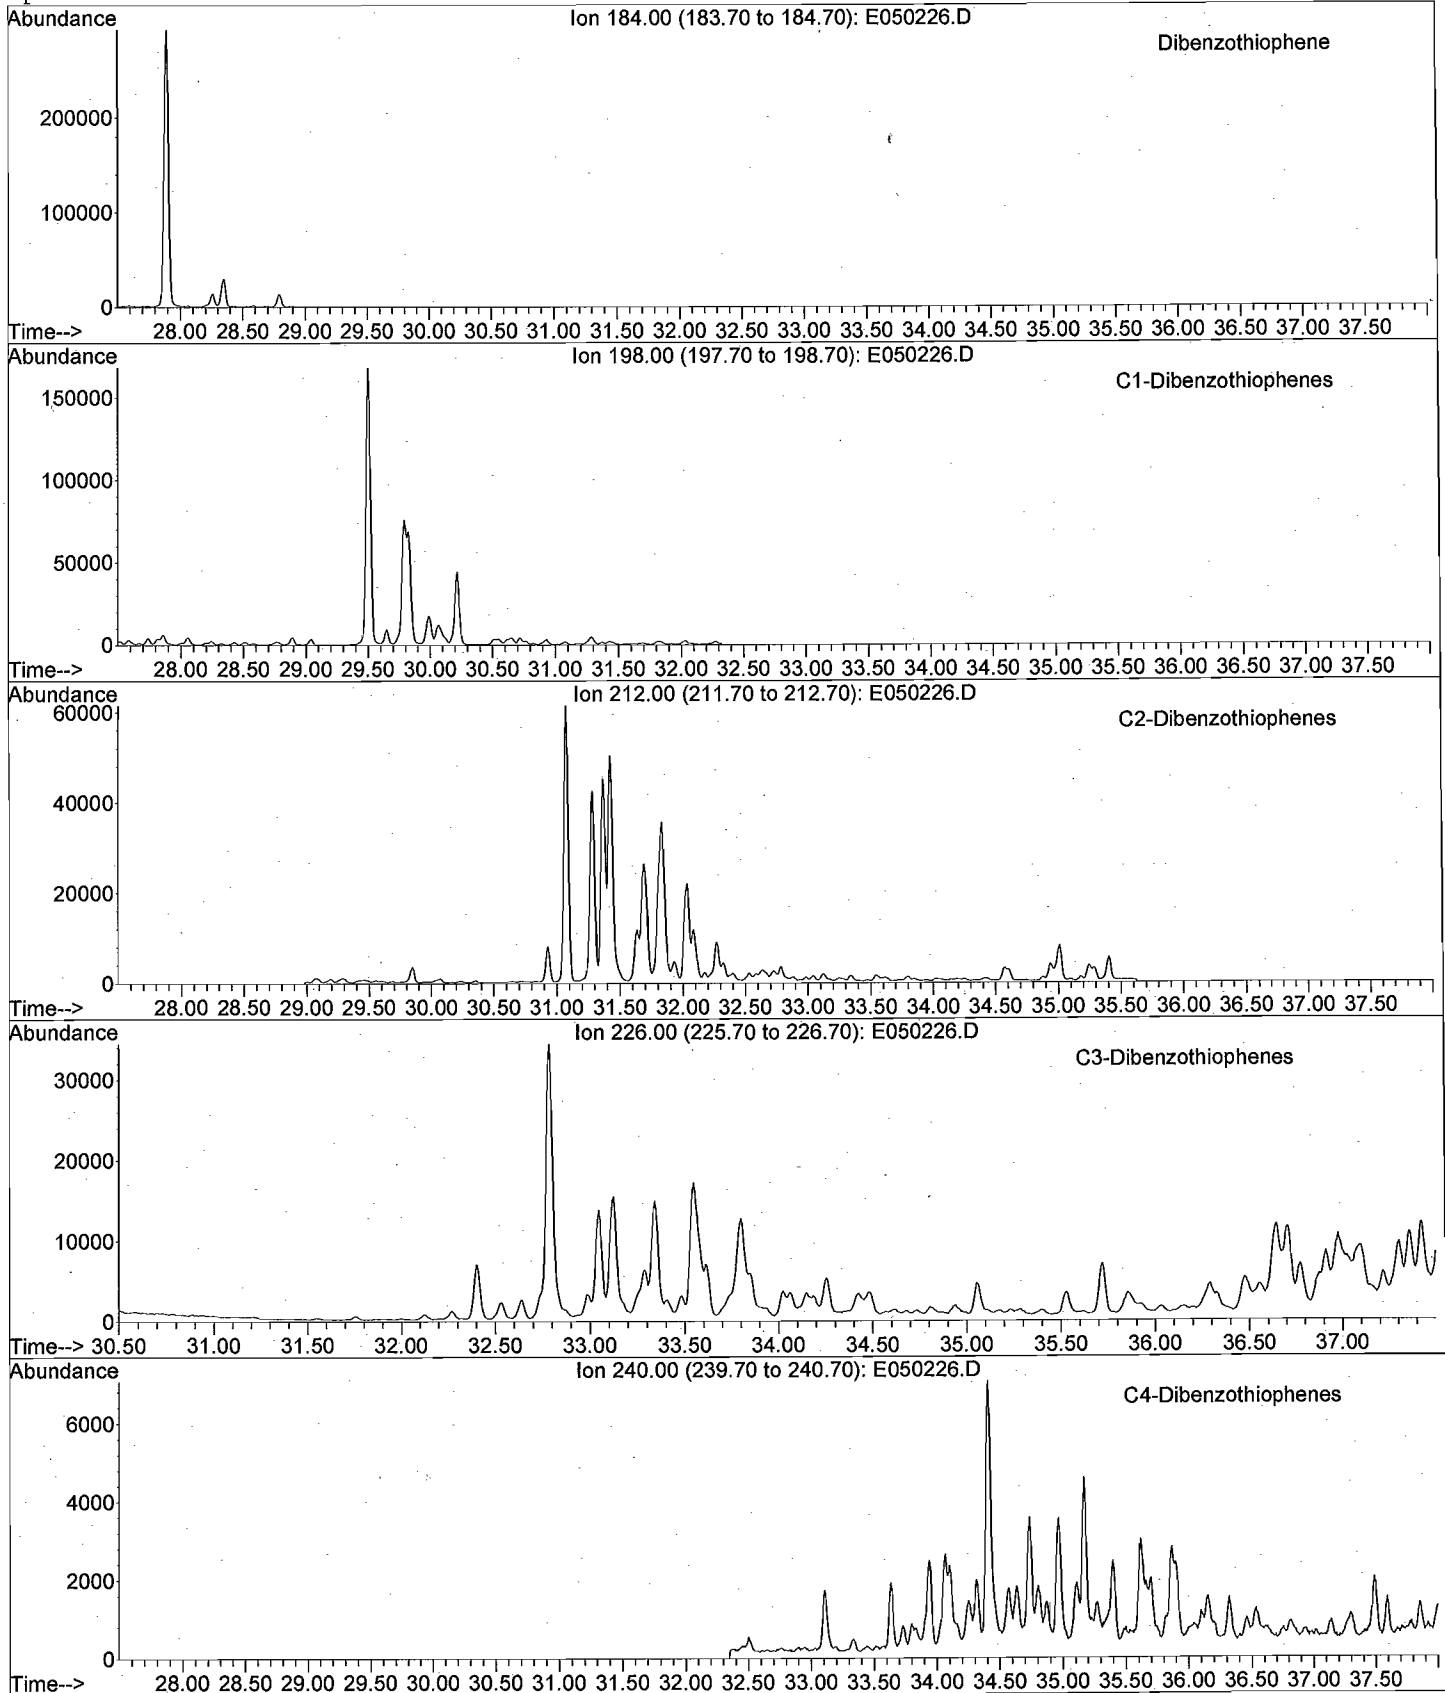 Abundance
Ion 184.00 (183.70 to 184.70): E050226.D
Dibenzothiophene
200000
100000
0
Time--> 28.00 28.50 29.00 29.50 30.00 30.50 31.00 31.50 32.00 32.50 33.00 33.50 34.00 34.50 35.00 35.50 36.00 36.50 37.00 37.50
Abundance
Ion 198.00 (197.70 to 198.70): E050226.D
C1-Dibenzothiophenes
150000
100000
50000
0
Time--> 28.00 28.50 29.00 29.50 30.00 30.50 31.00 31.50 32.00 32.50 33.00 33.50 34.00 34.50 35.00 35.50 36.00 36.50 37.00 37.50
Abundance
Ion 212.00 (211.70 to 212.70): E050226.D
60000
C2-Dibenzothiophenes
40000
20000
0
Time--> 28.00 28.50 29.00 29.50 30.00 30.50 31.00 31.50 32.00 32.50 33.00 33.50 34.00 34.50 35.00 35.50 36.00 36.50 37.00 37.50
Abundance
Ion 226.00 (225.70 to 226.70): E050226.D
C3-Dibenzothiophenes
30000
20000
10000
0
Time--> 30.50 31.00 31.50 32.00 32.50 33.00 33.50 34.00 34.50 35.00 35.50 36.00 36.50 37.00
Abundance
Ion 240.00 (239.70 to 240.70): E050226.D
C4-Dibenzothiophenes
6000
4000
2000
0
Time--> 28.00 28.50 29.00 29.50 30.00 30.50 31.00 31.50 32.00 32.50 33.00 33.50 34.00 34.50 35.00 35.50 36.00 36.50 37.00 37.50